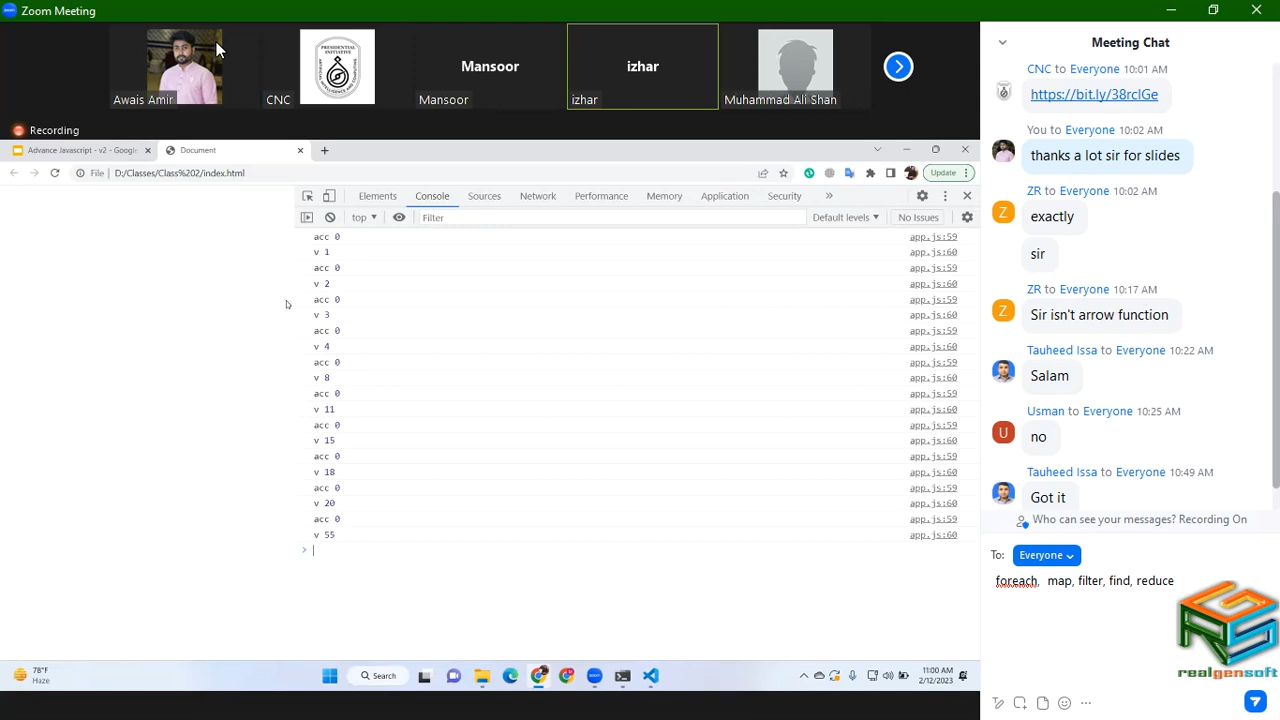 Zoom Meeting
Awais Amir
PRESIDENTIAL INITIATIVE
CNC
Mansoor
Mansoor
izhar
izhar
Muhammad Ali Shan
Recording
Advance Javascript - v2 - Google
Document
File
D:/Classes/Class%202/index.html
Update
Elements
Console
Sources
Network
Performance
Memory
Application
Security
top
Filter
Default levels
No Issues
acc 0 app.js:59
v 1 app.js:60
acc 0 app.js:59
v 2 app.js:60
acc 0 app.js:59
v 3 app.js:60
acc 0 app.js:59
v 4 app.js:60
acc 0 app.js:59
v 8 app.js:60
acc 0 app.js:59
v 11 app.js:60
acc 0 app.js:59
v 15 app.js:60
acc 0 app.js:59
v 18 app.js:60
acc 0 app.js:59
v 20 app.js:60
acc 0 app.js:59
v 55 app.js:60
78°F
Haze
Search
11:00 AM
2/12/2023
Meeting Chat
CNC to Everyone 10:01 AM
https://bit.ly/38rclGe
You to Everyone 10:02 AM
thanks a lot sir for slides
ZR to Everyone 10:02 AM
Z
exactly
sir
ZR to Everyone 10:17 AM
Z
Sir isn't arrow function
Tauheed Issa to Everyone 10:22 AM
Salam
Usman to Everyone 10:25 AM
U
no
Tauheed Issa to Everyone 10:49 AM
Got it
Who can see your messages? Recording On
To: Everyone
foreach, map, filter, find, reduce
realgensoft